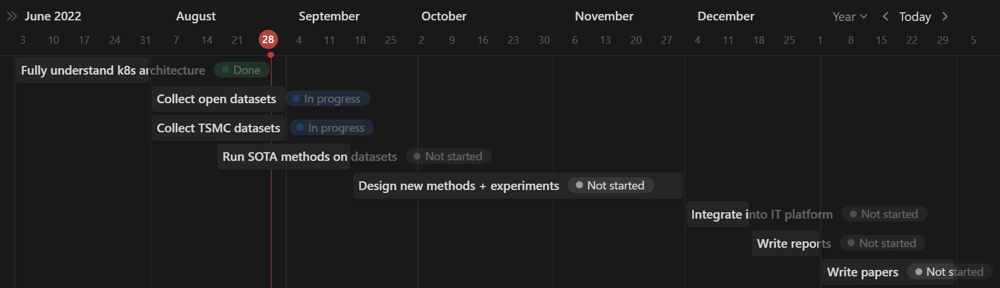 June 2022 August September October November December Year Today
3 10 17 24 31 7 14 21 28 4 11 18 25 2 9 16 23 30 6 13 20 27 4 11 18 25 1 8 15 22 29 5
Fully understand k8s architecture Done
Collect open datasets In progress
Collect TSMC datasets In progress
Run SOTA methods on datasets Not started
Design new methods + experiments Not started
Integrate into IT platform Not started
Write reports Not started
Write papers Not started